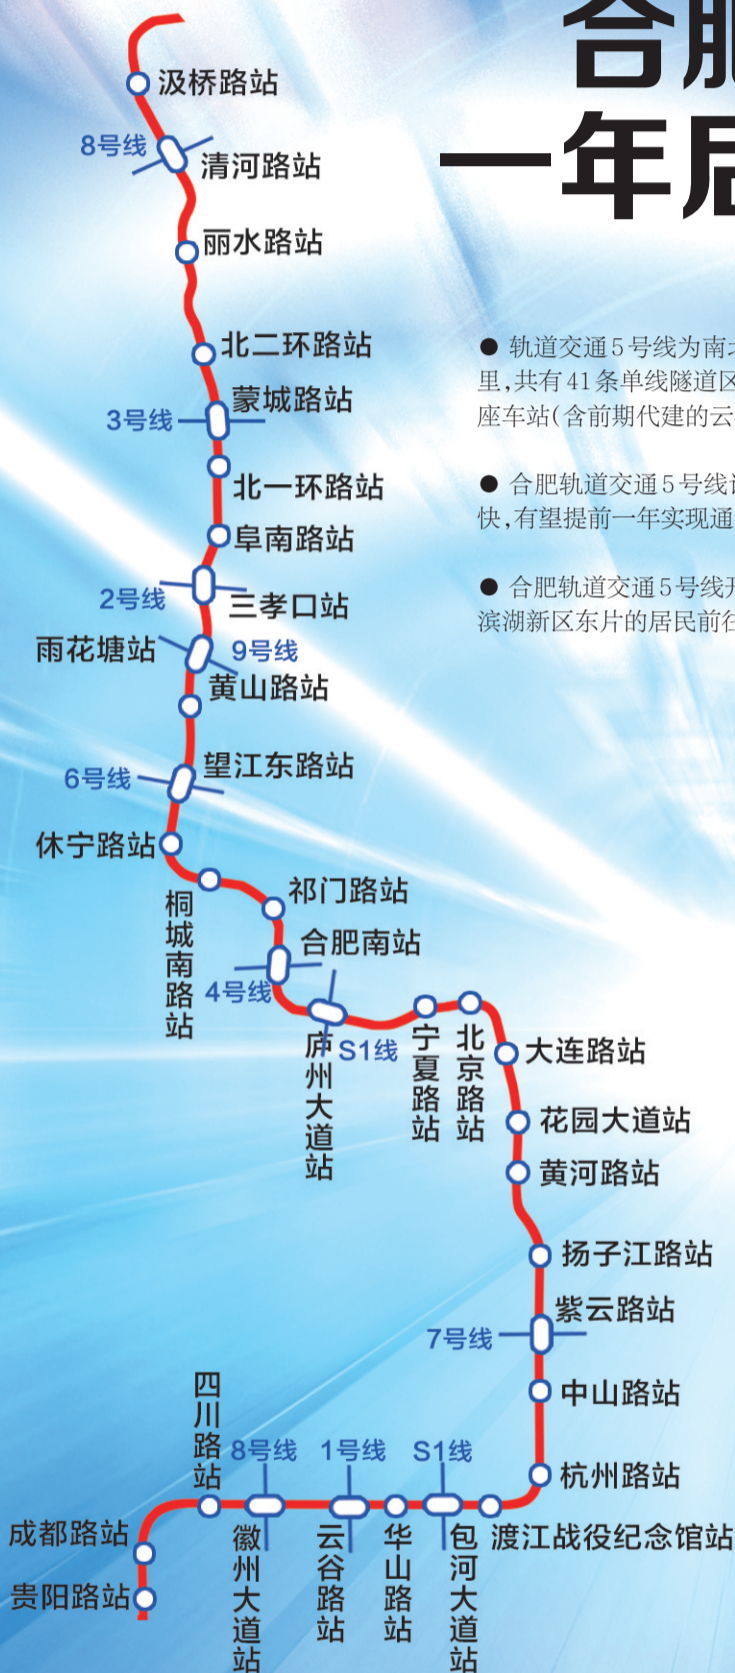 合肥
一年后
汲桥路站
8号线
清河路站
丽水路站
北二环路站
蒙城路站
3号线
北一环路站
阜南路站
2号线
三孝口站
雨花塘站
9号线
黄山路站
望江东路站
6号线
休宁路站
桐城南路站
祁门路站
合肥南站
4号线
庐州大道站
S1线
宁夏路站
北京路站
大连路站
花园大道站
黄河路站
扬子江路站
紫云路站
7号线
中山路站
杭州路站
四川路站
8号线
1号线
S1线
成都路站
贵阳路站
徽州大道站
云谷路站
华山路站
包河大道站
渡江战役纪念馆站
● 轨道交通5号线为南北
里,共有41条单线隧道区
座车站(含前期代建的云
● 合肥轨道交通5号线
快,有望提前一年实现通
● 合肥轨道交通5号线开
滨湖新区东片的居民前往